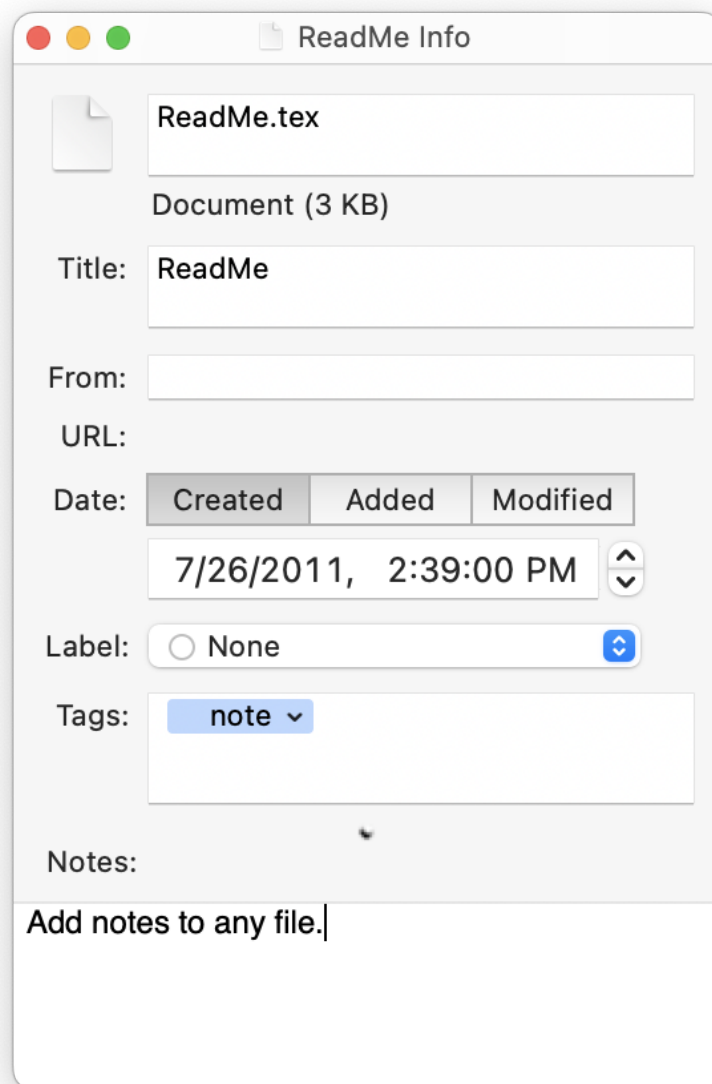 ReadMe Info
ReadMe.tex
Document (3 KB)
Title: ReadMe
From:
URL:
Date: Created Added Modified
7/26/2011, 2:39:00 PM
Label: None
Tags: note
Notes:
Add notes to any file.